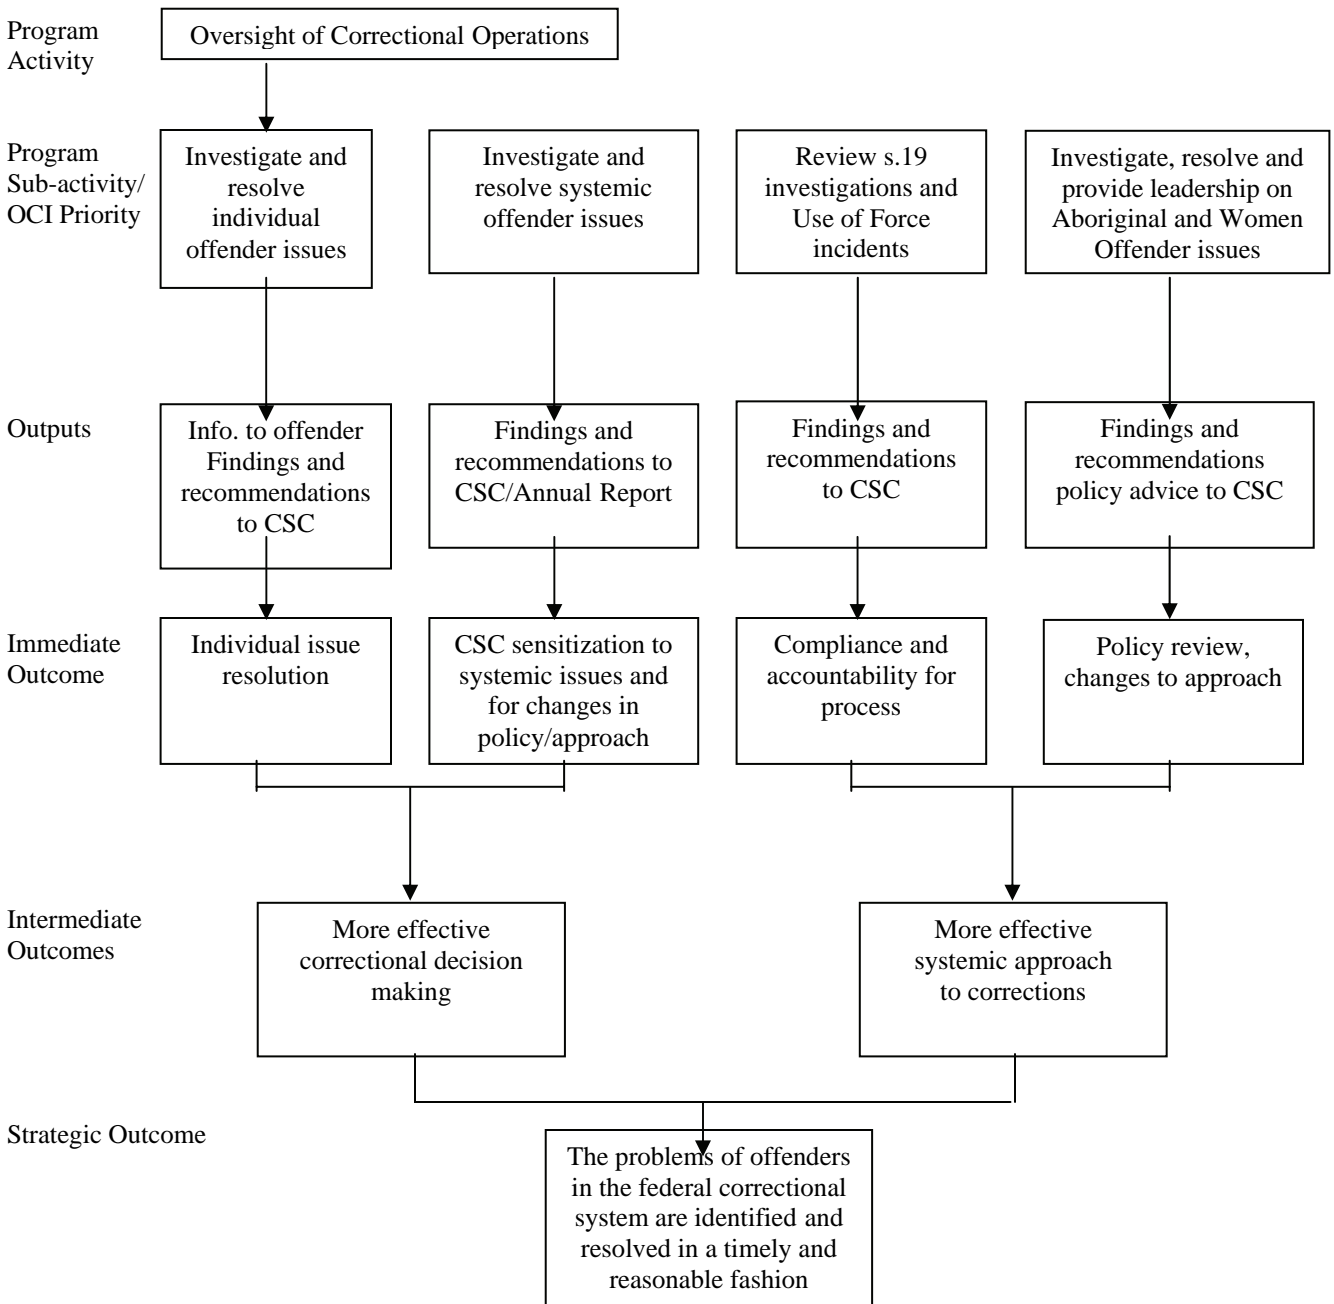 Program
Activity
Oversight of Correctional Operations
Program
Sub-activity/
OCI Priority
Investigate and
resolve
individual
offender issues
Investigate and
resolve systemic
offender issues
Review s.19
investigations and
Use of Force
incidents
Investigate, resolve and
provide leadership on
Aboriginal and Women
Offender issues
Outputs
Info. to offender
Findings and
recommendations
to CSC
Findings and
recommendations to
CSC/Annual Report
Findings and
recommendations
to CSC
Findings and
recommendations
policy advice to CSC
Immediate
Outcome
Individual issue
resolution
CSC sensitization to
systemic issues and
for changes in
policy/approach
Compliance and
accountability for
process
Policy review,
changes to approach
Intermediate
Outcomes
More effective
correctional decision
making
More effective
systemic approach
to corrections
Strategic Outcome
The problems of offenders
in the federal correctional
system are identified and
resolved in a timely and
reasonable fashion